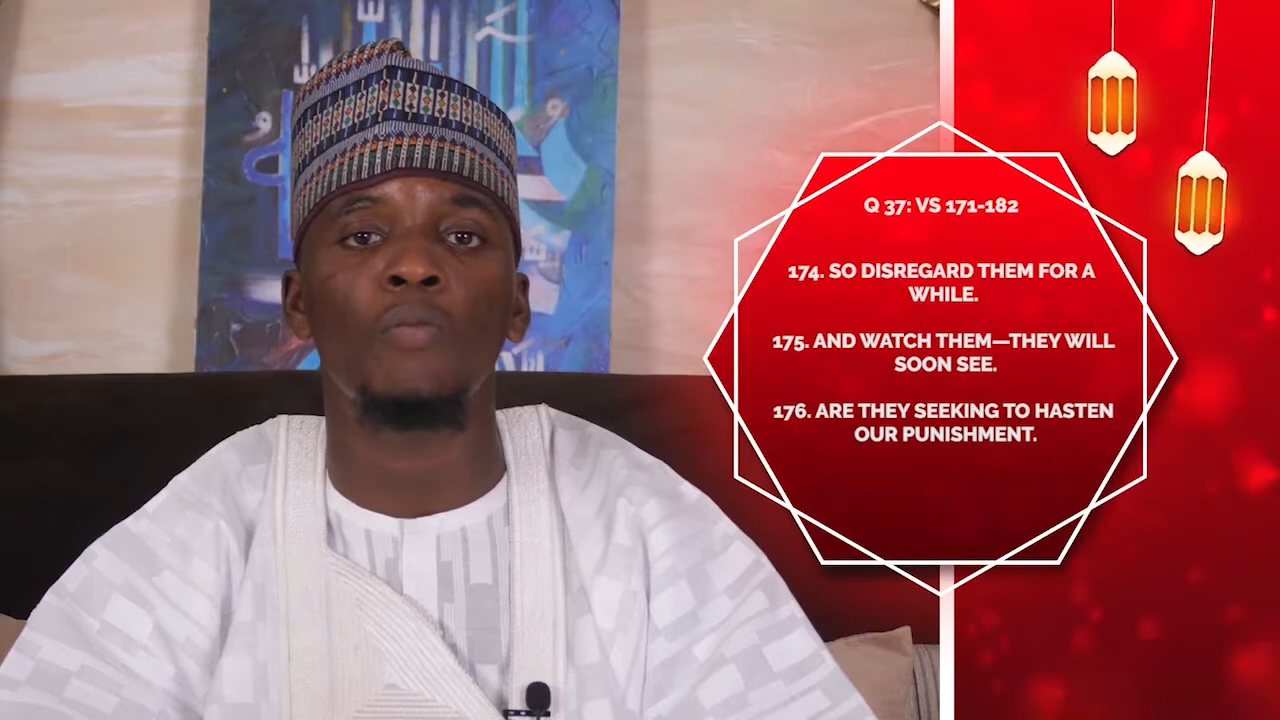 Q 37: VS 171-182
174. SO DISREGARD THEM FOR A
WHILE.
175. AND WATCH THEM—THEY WILL
SOON SEE.
176. ARE THEY SEEKING TO HASTEN
OUR PUNISHMENT.